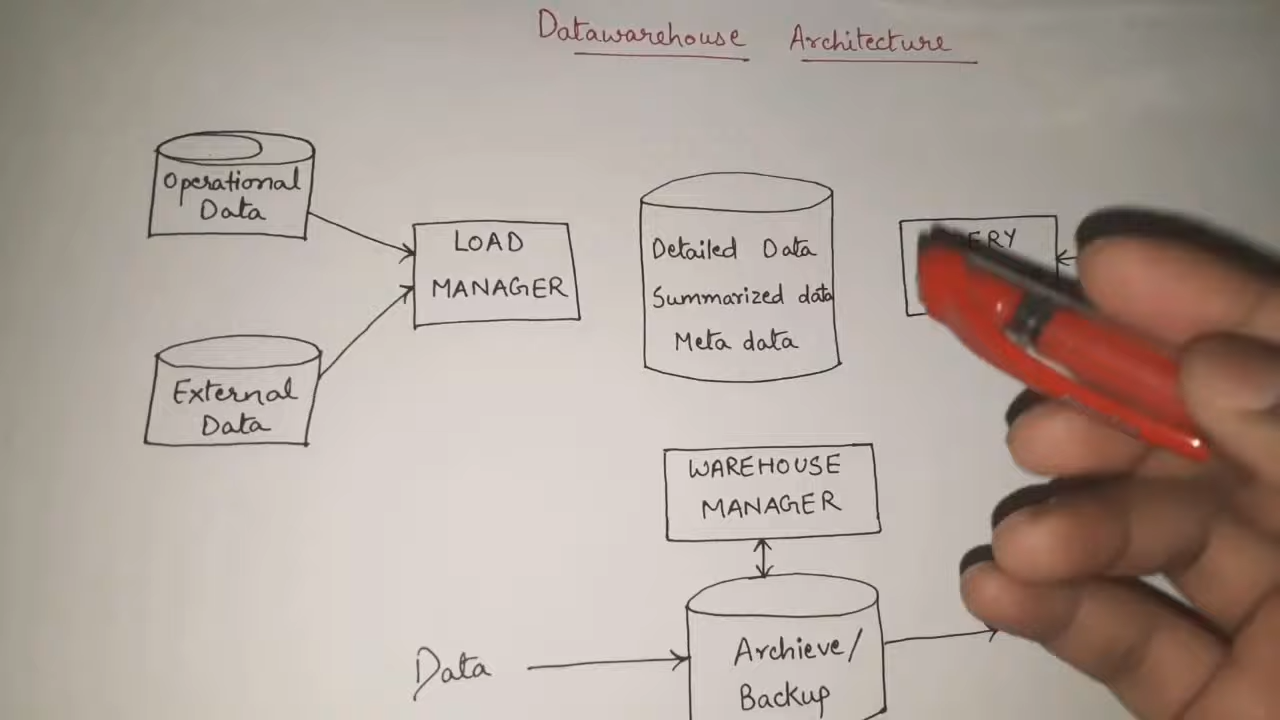 Datawarehouse Architecture
Operational
Data
LOAD
MANAGER
Detailed Data
Summarized data
Meta data
External
Data
WAREHOUSE
MANAGER
Data
Archieve/
Backup